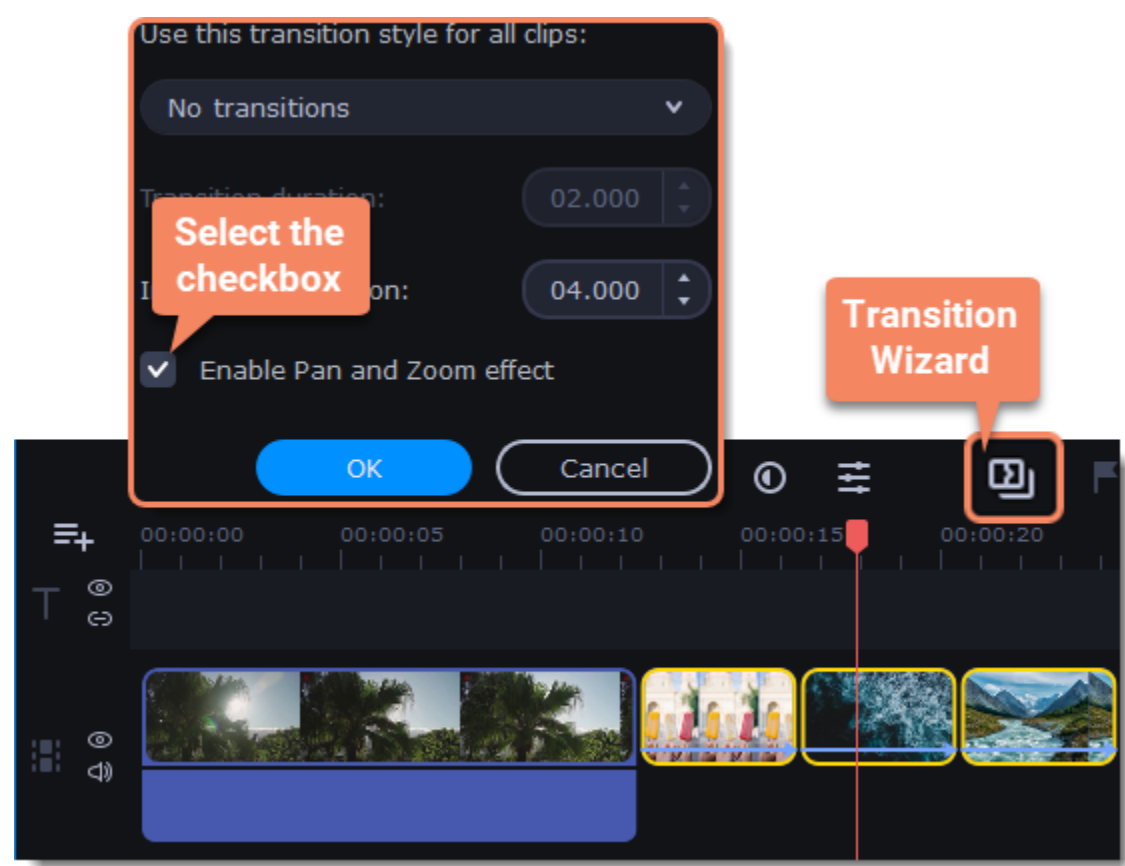 Use this transition style for all clips:
No transitions
Transition duration:
02.000
Select the
checkbox
on:
04.000
Enable Pan and Zoom effect
OK
Cancel
Transition
Wizard
00:00:00
00:00:05
00:00:10
00:00:15
00:00:20
T